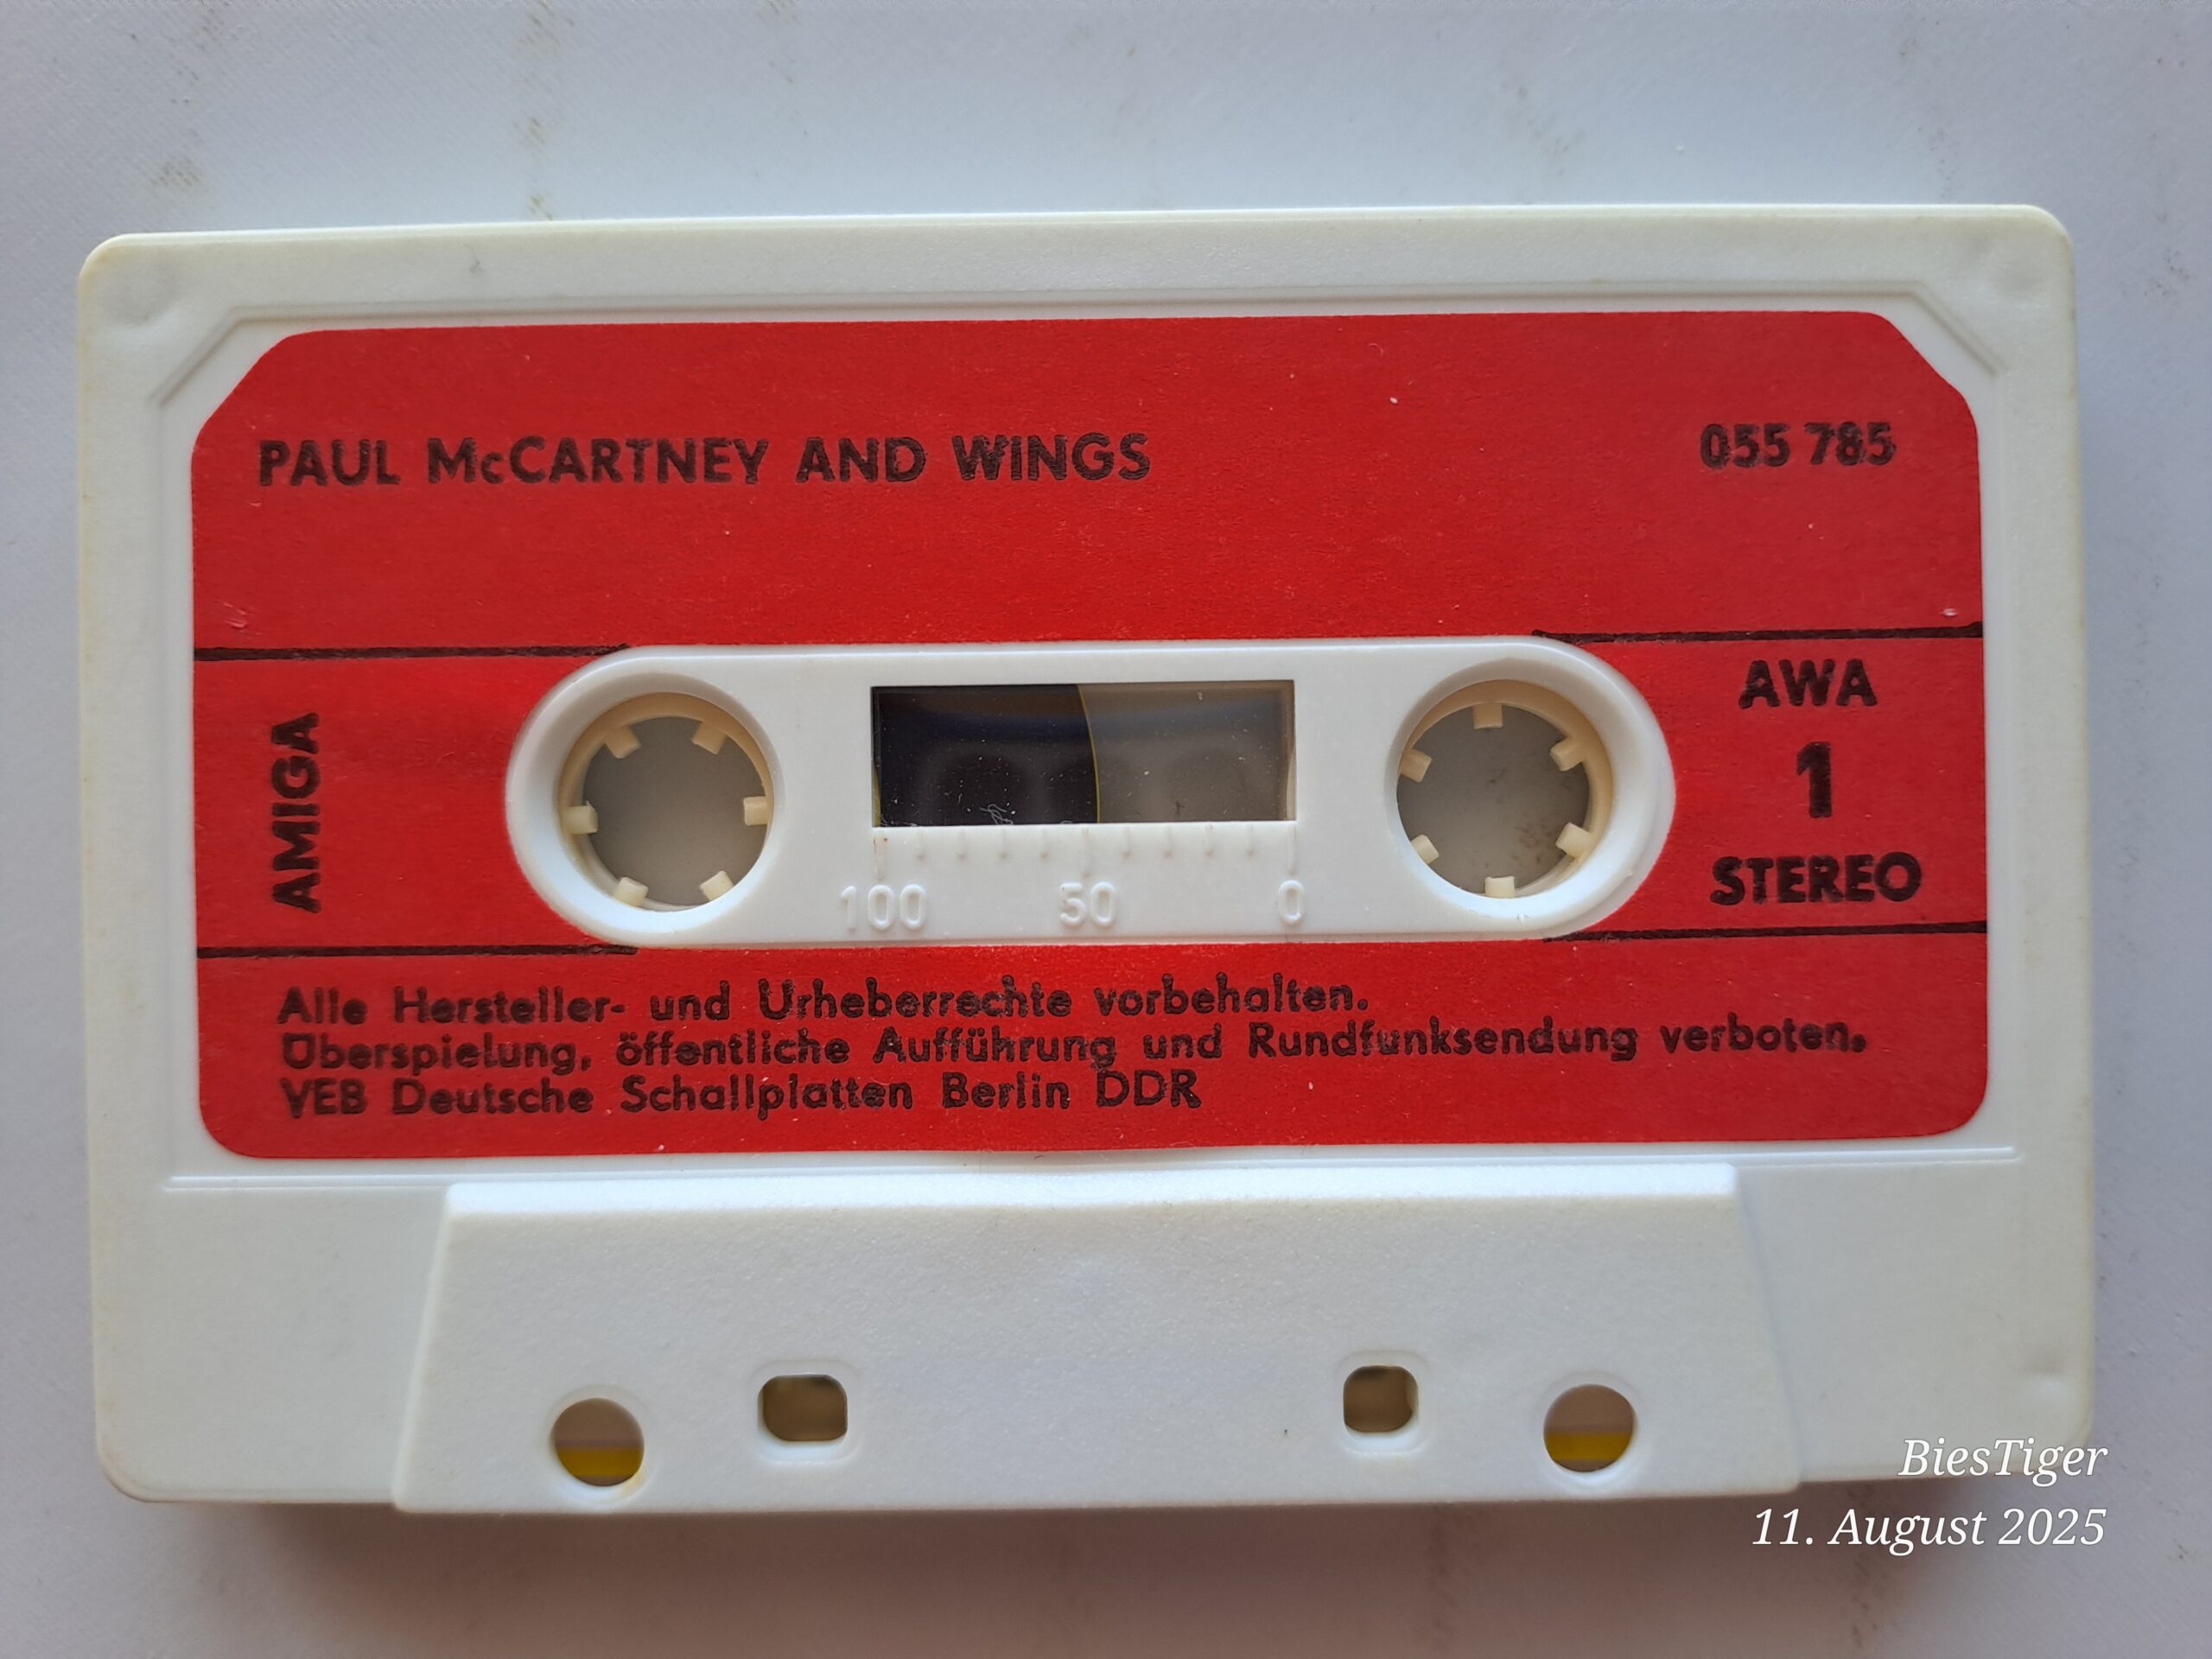 PAUL McCARTNEY AND WINGS
055 785
AMIGA
AWA
1
STEREO
100 50 0
Alle Hersteller- und Urheberrechte vorbehalten.
Überspielung, öffentliche Aufführung und Rundfunksendung verboten.
VEB Deutsche Schallplatten Berlin DDR
BiesTiger
11. August 2025